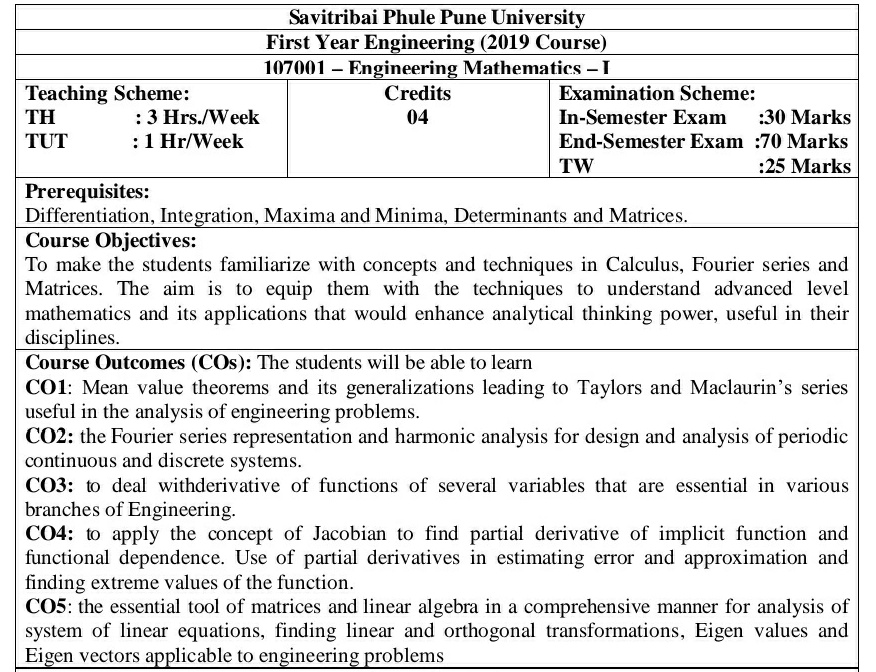 Savitribai Phule Pune University
First Year Engineering (2019 Course)
107001 – Engineering Mathematics – I
Teaching Scheme:
TH : 3 Hrs./Week
TUT : 1 Hr/Week
Credits
04
Examination Scheme:
In-Semester Exam :30 Marks
End-Semester Exam :70 Marks
TW :25 Marks
Prerequisites:
Differentiation, Integration, Maxima and Minima, Determinants and Matrices.
Course Objectives:
To make the students familiarize with concepts and techniques in Calculus, Fourier series and
Matrices. The aim is to equip them with the techniques to understand advanced level
mathematics and its applications that would enhance analytical thinking power, useful in their
disciplines.
Course Outcomes (COs): The students will be able to learn
CO1: Mean value theorems and its generalizations leading to Taylors and Maclaurin's series
useful in the analysis of engineering problems.
CO2: the Fourier series representation and harmonic analysis for design and analysis of periodic
continuous and discrete systems.
CO3: to deal withderivative of functions of several variables that are essential in various
branches of Engineering.
CO4: to apply the concept of Jacobian to find partial derivative of implicit function and
functional dependence. Use of partial derivatives in estimating error and approximation and
finding extreme values of the function.
CO5: the essential tool of matrices and linear algebra in a comprehensive manner for analysis of
system of linear equations, finding linear and orthogonal transformations, Eigen values and
Eigen vectors applicable to engineering problems